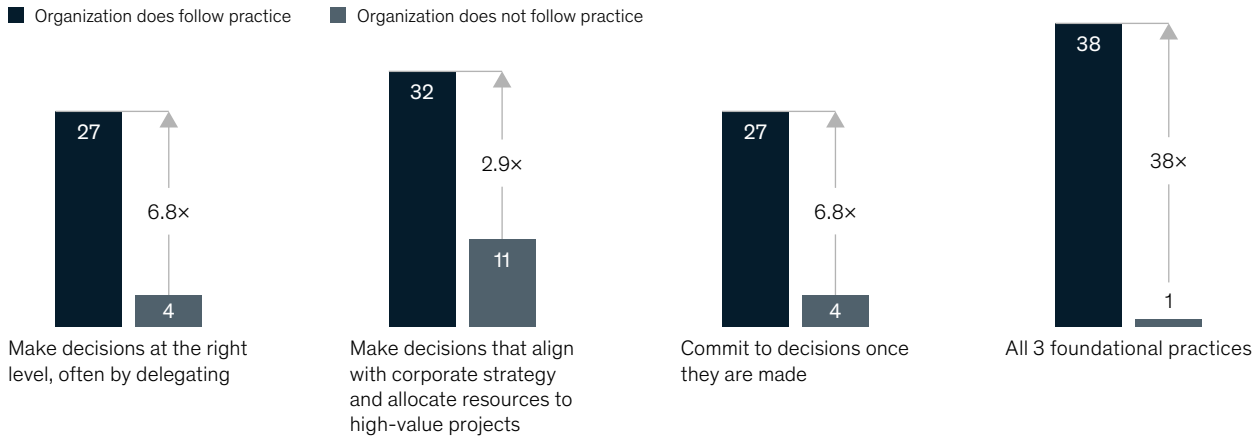 Organization does follow practice
Organization does not follow practice
27
6.8×
4
Make decisions at the right
level, often by delegating
32
2.9×
11
Make decisions that align
with corporate strategy
and allocate resources to
high-value projects
27
6.8×
4
Commit to decisions once
they are made
38
38×
1
All 3 foundational practices